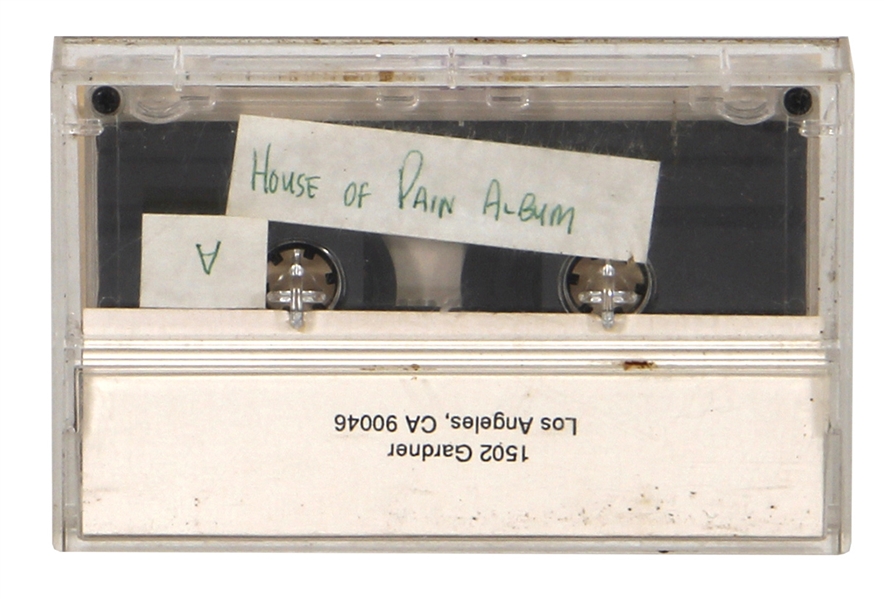 House of Pain Album
A
1502 Gardner
Los Angeles, CA 90046